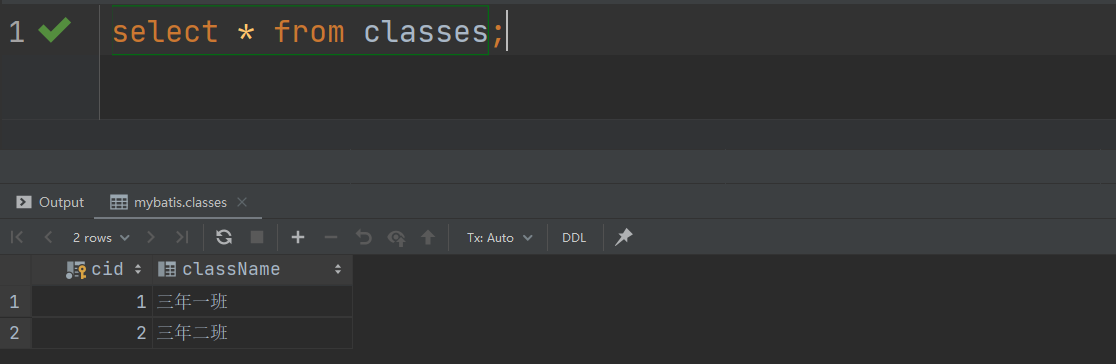 1 select * from classes;
Output mybatis.classes
2 rows Tx: Auto DDL
cid className
1 1 三年一班
2 2 三年二班